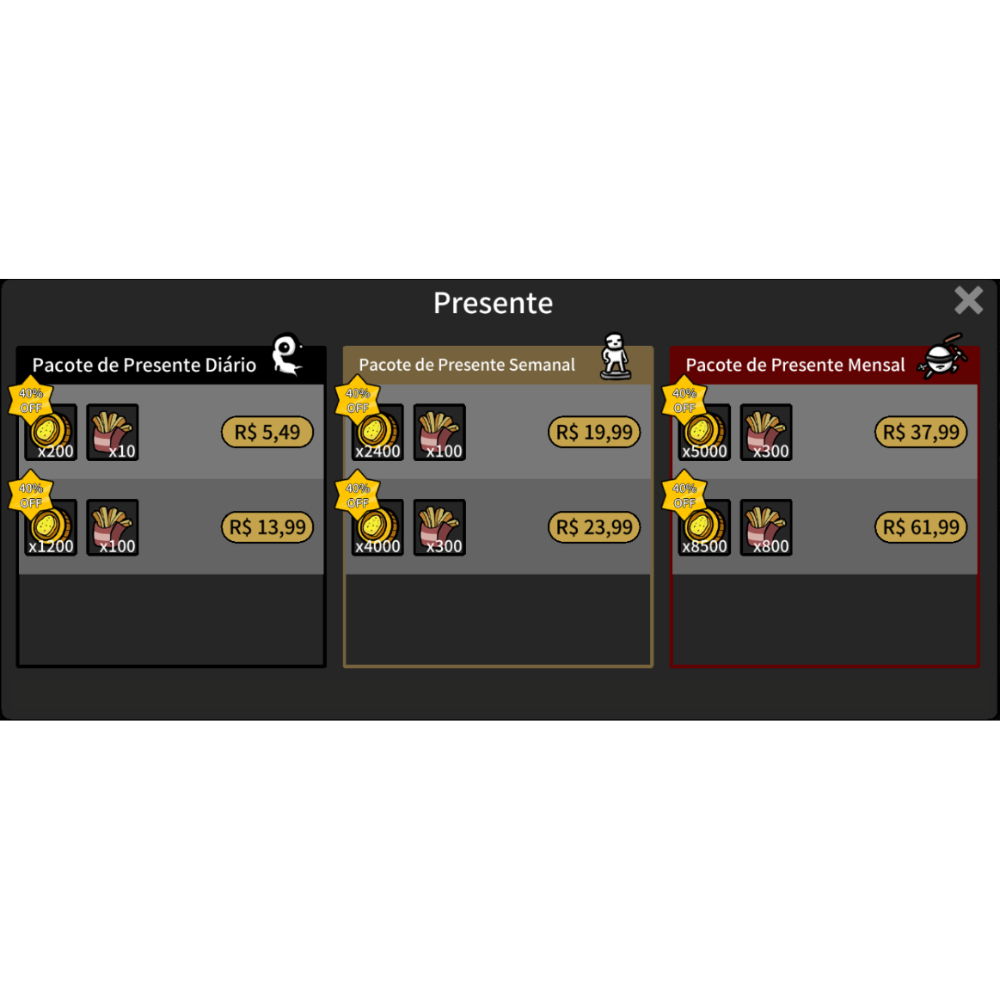 Presente
Pacote de Presente Diário
40%
OFF
x200
x10
R$ 5,49
40%
OFF
x1200
x100
R$ 13,99
Pacote de Presente Semanal
40%
OFF
x2400
x100
R$ 19,99
40%
OFF
x4000
x300
R$ 23,99
Pacote de Presente Mensal
40%
OFF
x5000
x300
R$ 37,99
40%
OFF
x8500
x800
R$ 61,99